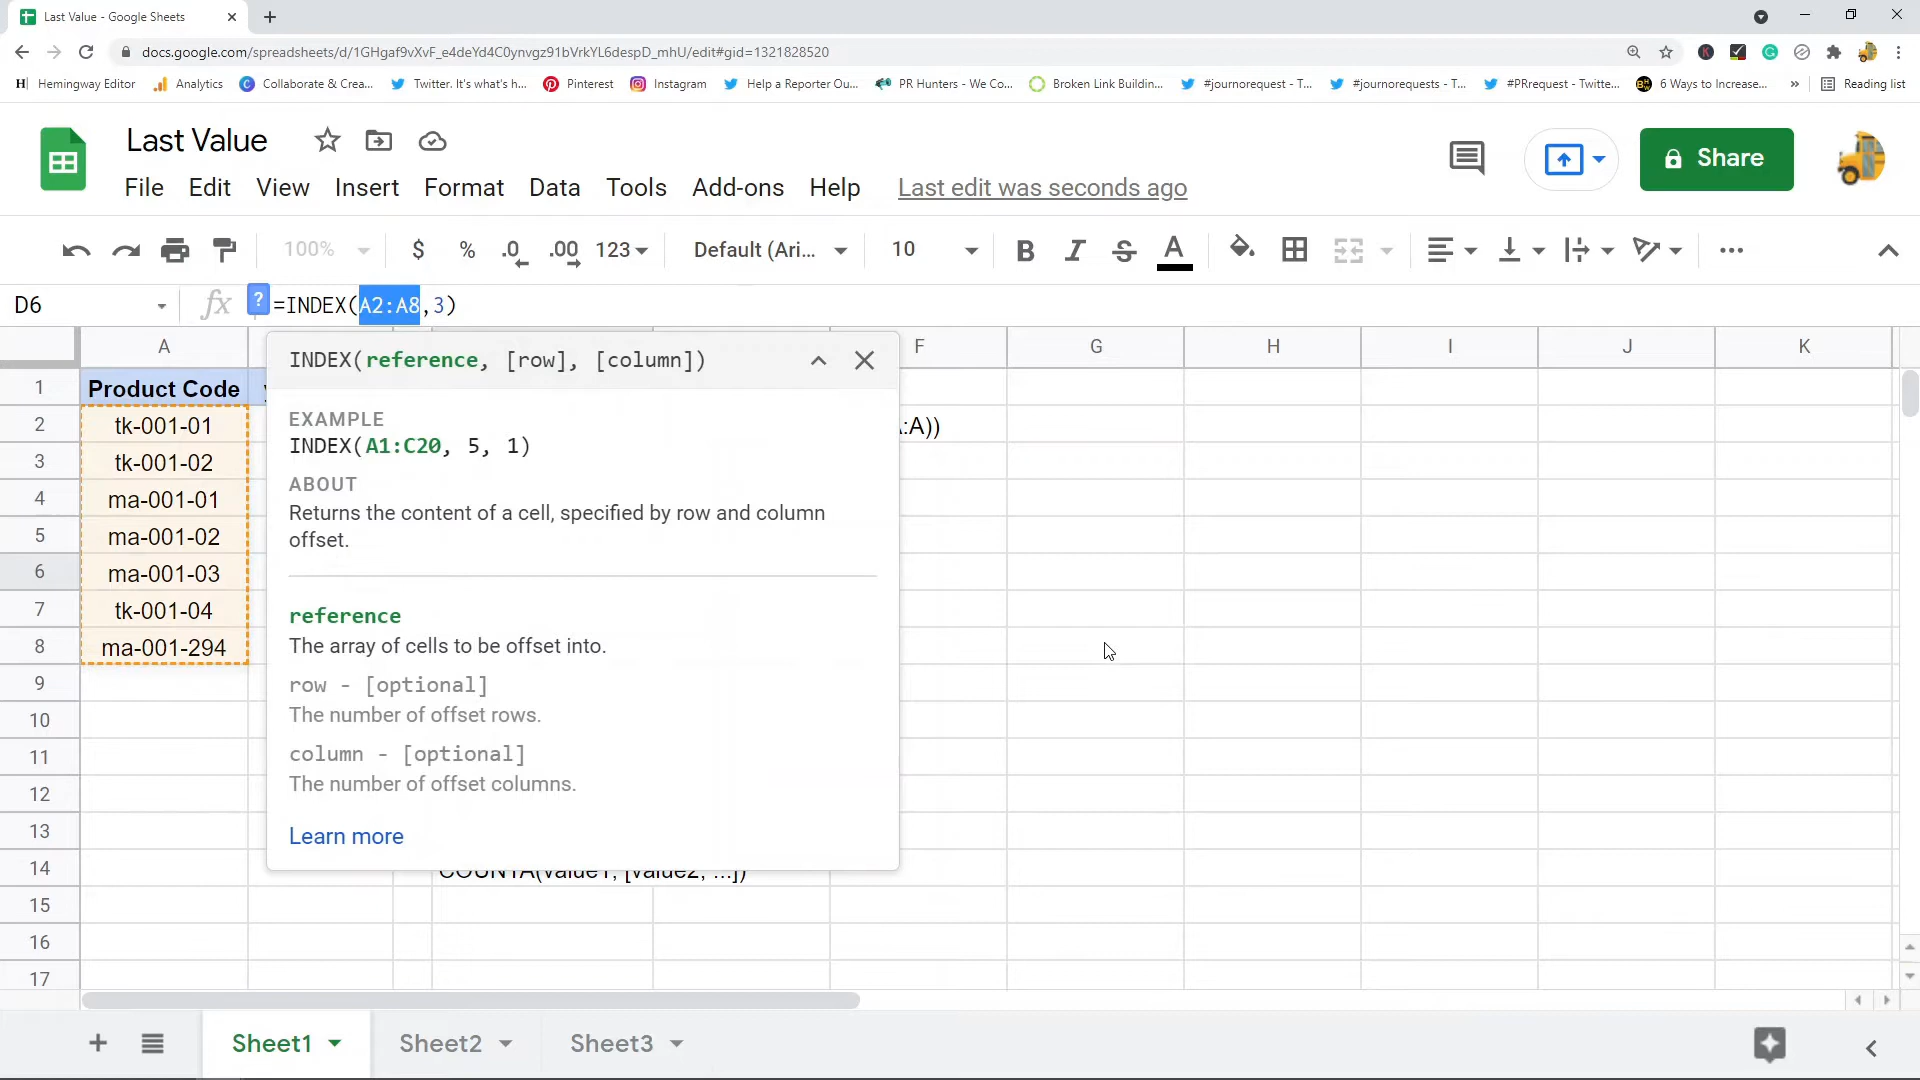 Last Value - Google Sheets
docs.google.com/spreadsheets/d/1GHgaf9vXvF_e4deYd4C0ynvgz91bVrkYL6despD_mhU/edit#gid=1321828520
Hemingway Editor Analytics Collaborate & Crea... Twitter. It's what's h... Pinterest Instagram Help a Reporter Ou... PR Hunters - We Co... Broken Link Building... #journorequest - T... #journorequests - T... #PRrequest - Twitte... 6 Ways to Increase... » Reading list
Last Value
Share
File Edit View Insert Format Data Tools Add-ons Help Last edit was seconds ago
100% $ % .0 .00 123 Default (Ari... 10 B I S A
D6 fx ? =INDEX(A2:A8,3)
A F G H I J K
INDEX(reference, [row], [column])
1 Product Code
EXAMPLE
2 tk-001-01 :A))
INDEX(A1:C20, 5, 1)
3 tk-001-02
ABOUT
4 ma-001-01
Returns the content of a cell, specified by row and column
5 ma-001-02
offset.
6 ma-001-03
7 tk-001-04
reference
8 ma-001-294
The array of cells to be offset into.
9
row - [optional]
The number of offset rows.
10
11
column - [optional]
The number of offset columns.
12
13
Learn more
14 COUNTA(value1, [value2, ...])
15
16
17
Sheet1 Sheet2 Sheet3